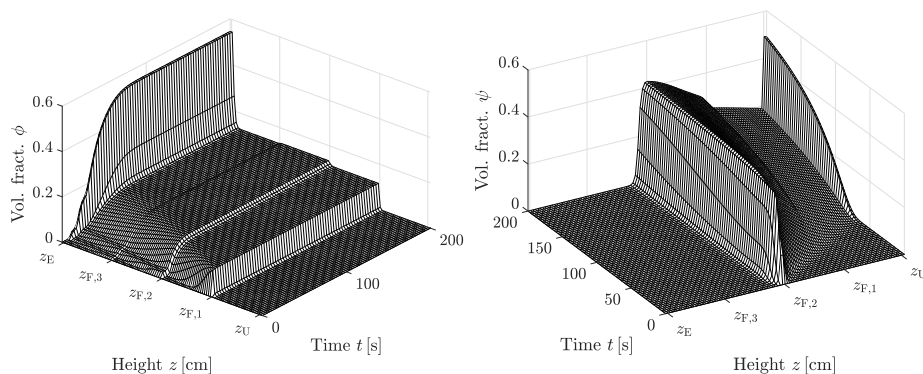 Vol. fract. φ
0.6
0.4
0.2
0
z_E
z_F,3
z_F,2
z_F,1
z_U
0
100
200
Height z [cm]
Time t [s]
Vol. fract. ψ
0.6
0.4
0.2
0
200
150
100
50
0
z_E
z_F,3
z_F,2
z_F,1
z_U
Time t [s]
Height z [cm]